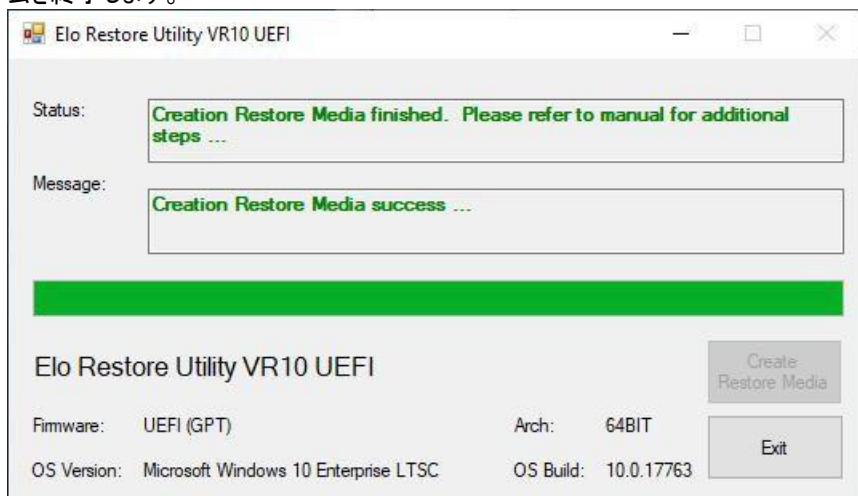 Elo Restore Utility VR10 UEFI
Status:
Creation Restore Media finished. Please refer to manual for additional
steps ...
Message:
Creation Restore Media success ...
Elo Restore Utility VR10 UEFI
Create
Restore Media
Firmware: UEFI (GPT) Arch: 64BIT
Exit
OS Version: Microsoft Windows 10 Enterprise LTSC OS Build: 10.0.17763